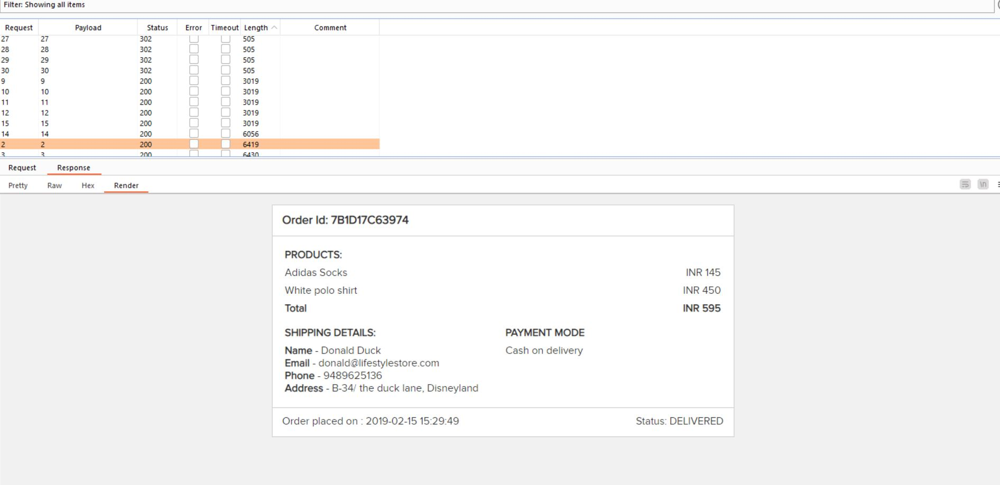 Filter: Showing all items
Request Payload Status Error Timeout Length Comment
27 27 302 505
28 28 302 505
29 29 302 505
30 30 302 505
9 9 200 3019
10 10 200 3019
11 11 200 3019
12 12 200 3019
15 15 200 3019
14 14 200 6056
2 2 200 6419
3 3 200 6430
Request Response
Pretty Raw Hex Render \n
Order Id: 7B1D17C63974
PRODUCTS:
Adidas Socks INR 145
White polo shirt INR 450
Total INR 595
SHIPPING DETAILS: PAYMENT MODE
Name - Donald Duck Cash on delivery
Email - donald@lifestylestore.com
Phone - 9489625136
Address - B-34/ the duck lane, Disneyland
Order placed on : 2019-02-15 15:29:49 Status: DELIVERED